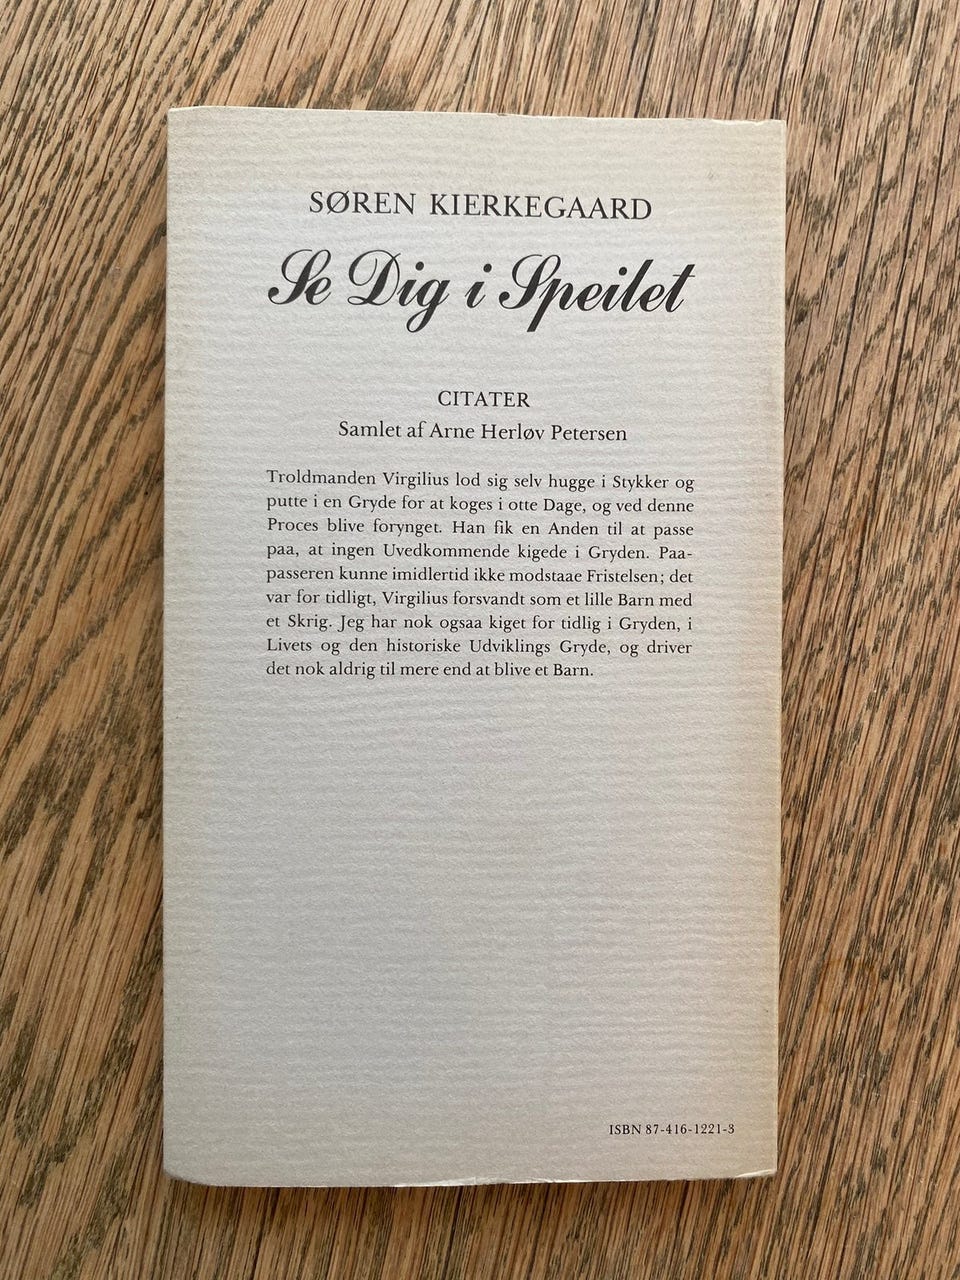 SØREN KIERKEGAARD
Se Dig i Speilet
CITATER
Samlet af Arne Herløv Petersen
Troldmanden Virgilius lod sig selv hugge i Stykker og
putte i en Gryde for at koges i otte Dage, og ved denne
Proces blive forynget. Han fik en Anden til at passe
paa, at ingen Uvedkommende kigede i Gryden. Paa-
passeren kunne imidlertid ikke modstaae Fristelsen; det
var for tidligt, Virgilius forsvandt som et lille Barn med
et Skrig. Jeg har nok ogsaa kiget for tidlig i Gryden, i
Livets og den historiske Udviklings Gryde, og driver
det nok aldrig til mere end at blive et Barn.
ISBN 87-416-1221-3